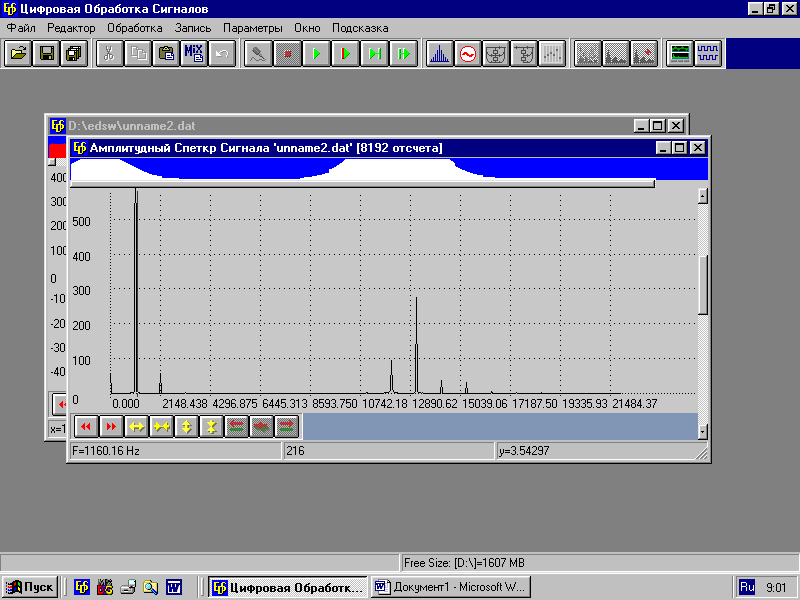 Цифровая Обработка Сигналов
Файл Редактор Обработка Запись Параметры Окно Подсказка
MiX
D:\edsw\unname2.dat
Амплитудный Спектр Сигнала 'unname2.dat' [8192 отсчета]
400
300
200
100
0
-10
-20
-30
-40
500
400
300
200
100
0
0.000 2148.438 4296.875 6445.313 8593.750 10742.18 12890.62 15039.06 17187.50 19335.93 21484.37
x=1
F=1160.16 Hz 216 y=3.54297
Free Size: [D:\]=1607 MB
Пуск Цифровая Обработк... Документ1 - Microsoft W... Ru 9:01